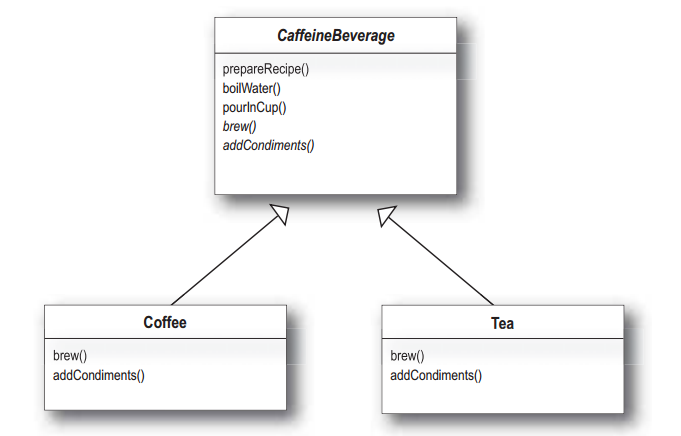 CaffeineBeverage
prepareRecipe()
boilWater()
pourInCup()
brew()
addCondiments()
Coffee
brew()
addCondiments()
Tea
brew()
addCondiments()